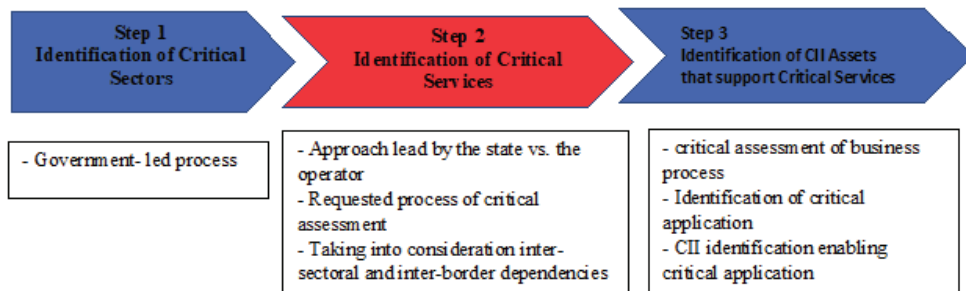 Step 1
Identification of Critical
Sectors
Step 2
Identification of Critical
Services
Step 3
Identification of CII Assets
that support Critical Services
- Government- led process
- Approach lead by the state vs. the
operator
- Requested process of critical
assessment
- Taking into consideration inter-
sectoral and inter-border dependencies
- critical assessment of business
process
- Identification of critical
application
- CII identification enabling
critical application